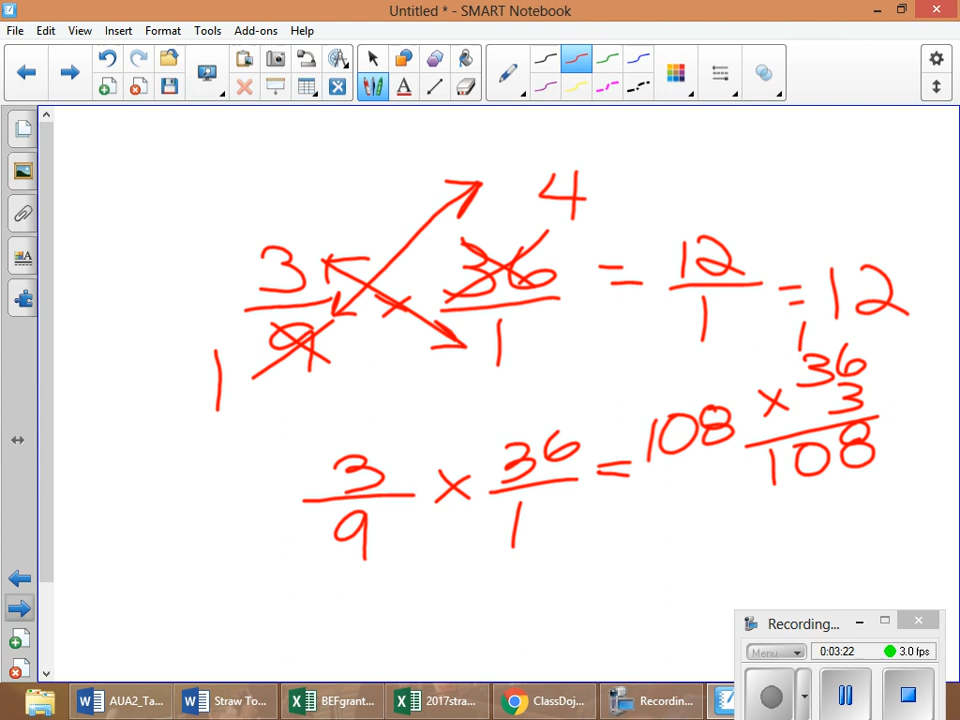 Untitled * - SMART Notebook
File Edit View Insert Format Tools Add-ons Help
4
3/9 × 36/1 = 12/1 = 12
1
1
36
× 3
108
3/9 × 36/1 = 108
Recording...
Menu 0:03:22 3.0 fps
AUA2_Ta... Straw To... BEFgrant... 2017stra... ClassDoj... Recording...